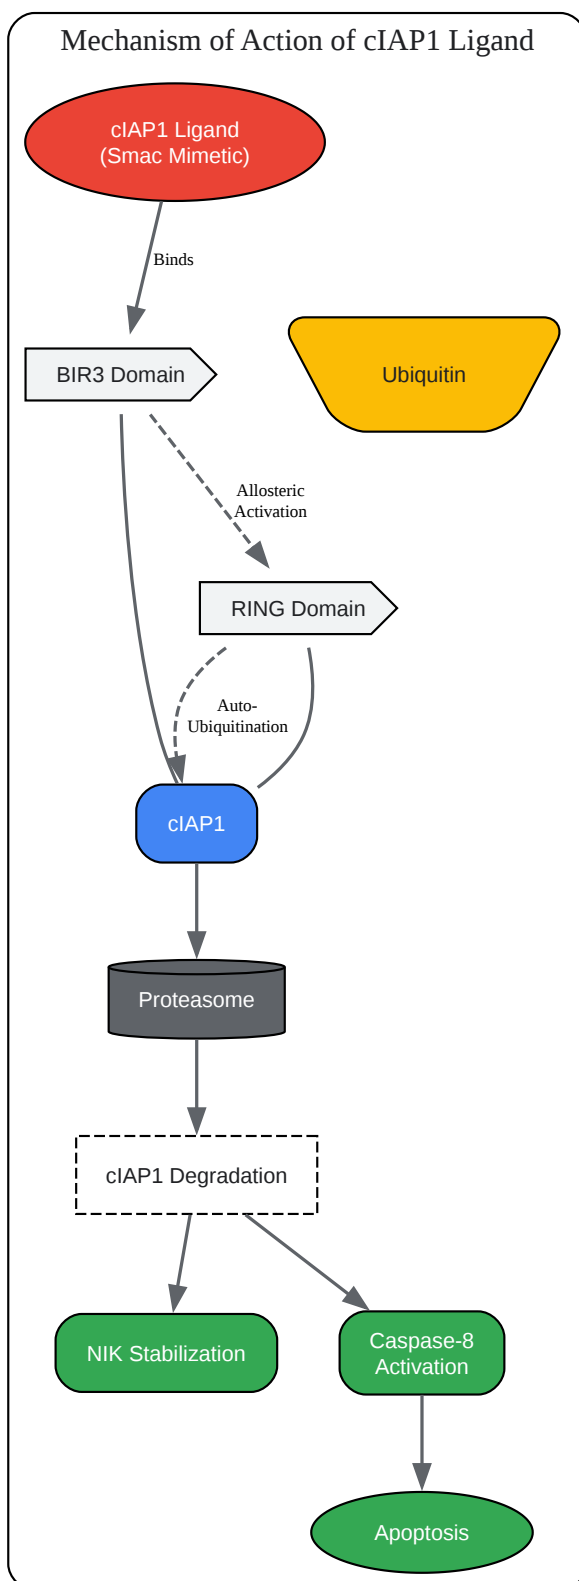 Mechanism of Action of cIAP1 Ligand
cIAP1 Ligand
(Smac Mimetic)
Binds
BIR3 Domain
Ubiquitin
Allosteric
Activation
RING Domain
Auto-
Ubiquitination
cIAP1
Proteasome
cIAP1 Degradation
NIK Stabilization
Caspase-8
Activation
Apoptosis